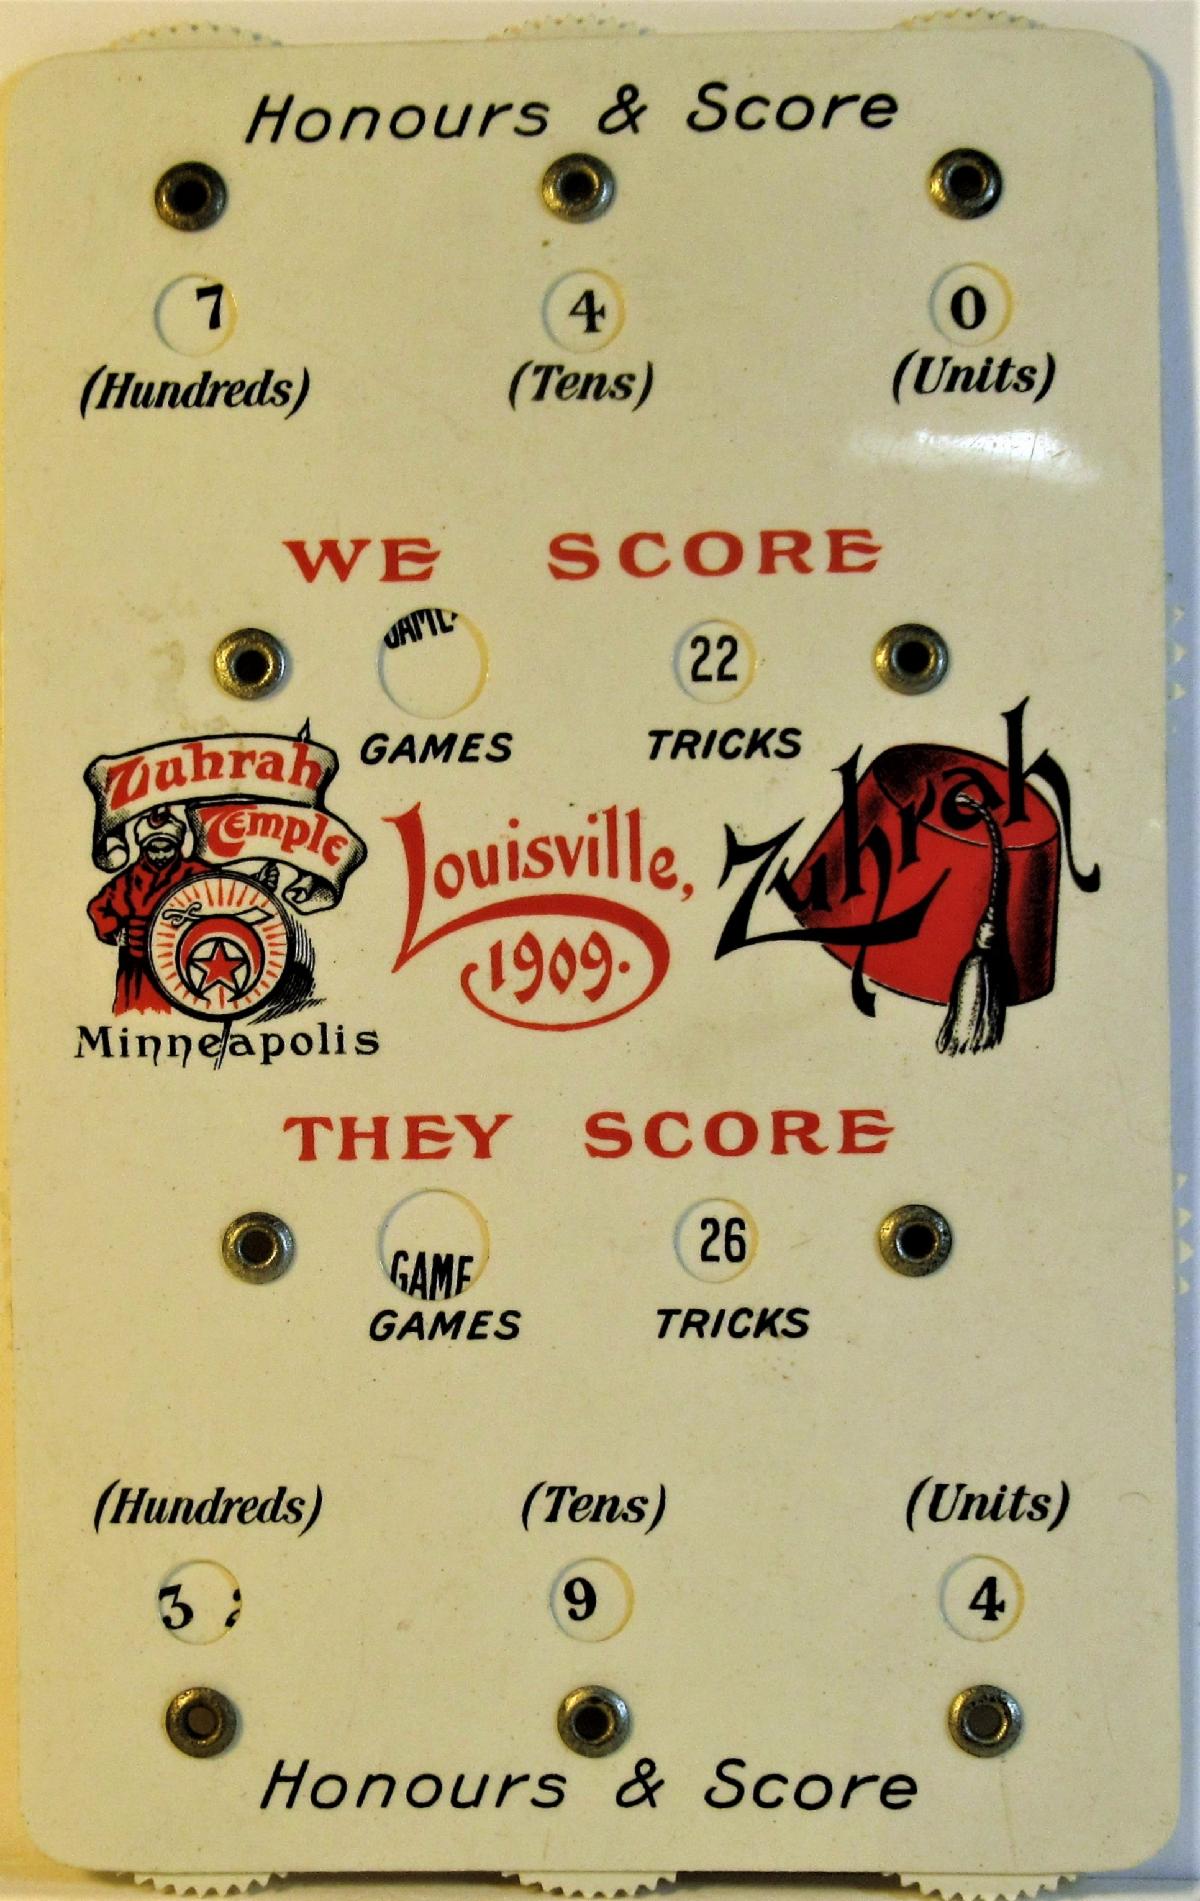 Honours & Score
7 4 0
(Hundreds) (Tens) (Units)
WE SCORE
22
GAMES TRICKS
Zuhrah
Temple
Minneapolis
Louisville,
1909.
Zuhrah
THEY SCORE
GAME 26
GAMES TRICKS
(Hundreds) (Tens) (Units)
3 9 4
Honours & Score